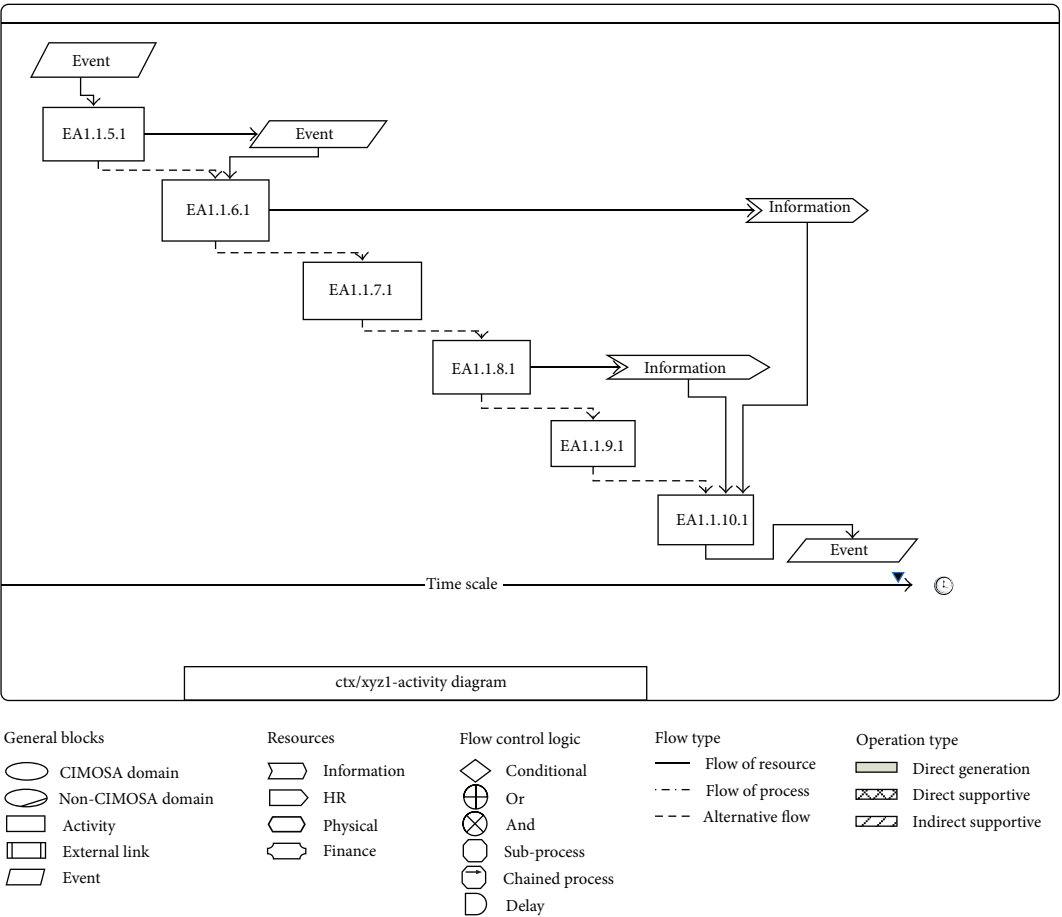 Event
EA1.1.5.1
Event
EA1.1.6.1
Information
EA1.1.7.1
EA1.1.8.1
Information
EA1.1.9.1
EA1.1.10.1
Event
Time scale
ctx/xyz1-activity diagram
General blocks
CIMOSA domain
Non-CIMOSA domain
Activity
External link
Event
Resources
Information
HR
Physical
Finance
Flow control logic
Conditional
Or
And
Sub-process
Chained process
Delay
Flow type
Flow of resource
Flow of process
Alternative flow
Operation type
Direct generation
Direct supportive
Indirect supportive